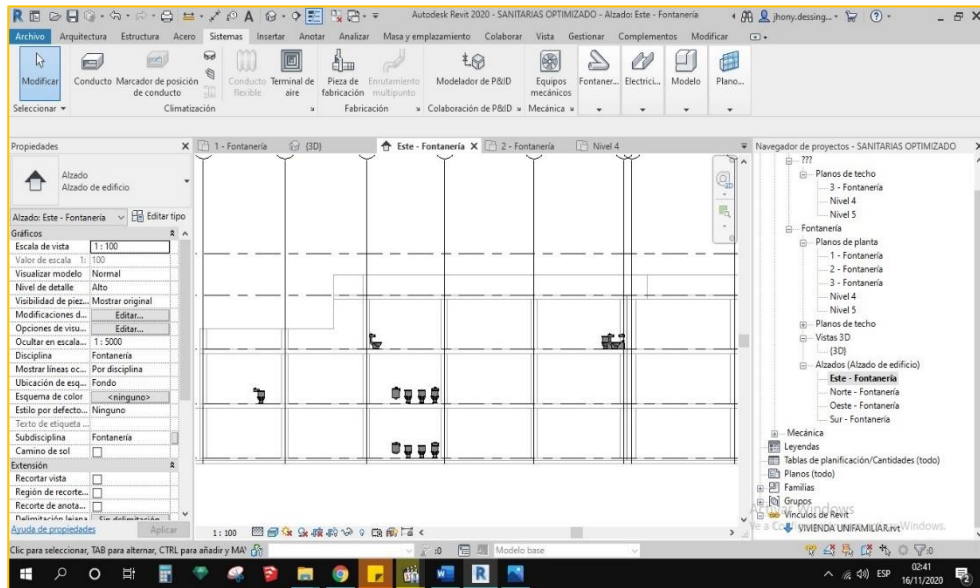 Autodesk Revit 2020 - SANITARIAS OPTIMIZADO - Alzado: Este - Fontanería
jhony.dessing...
Archivo Arquitectura Estructura Acero Sistemas Insertar Anotar Analizar Masa y emplazamiento Colaborar Vista Gestionar Complementos Modificar
Modificar
Conducto
Marcador de posición de conducto
Conducto flexible
Terminal de aire
Pieza de fabricación
Enrutamiento multipunto
Modelador de P&ID
Equipos mecánicos
Fontaner...
Electrici...
Modelo
Plano...
Seleccionar
Climatización
Fabricación
Colaboración de P&ID
Mecánica
Propiedades
1 - Fontanería
{3D}
Este - Fontanería
2 - Fontanería
Nivel 4
Navegador de proyectos - SANITARIAS OPTIMIZADO
Alzado
Alzado de edificio
Alzado: Este - Fontanería
Editar tipo
Gráficos
Escala de vista 1 : 100
Valor de escala 1: 100
Visualizar modelo Normal
Nivel de detalle Alto
Visibilidad de piez... Mostrar original
Modificaciones d... Editar...
Opciones de visu... Editar...
Ocultar en escala... 1 : 5000
Disciplina Fontanería
Mostrar líneas oc... Por disciplina
Ubicación de esq... Fondo
Esquema de color <ninguno>
Estilo por defecto... Ninguno
Texto de etiqueta ...
Subdisciplina Fontanería
Camino de sol
Extensión
Recortar vista
Región de recorte...
Recorte de anota...
Delimitación lejana Sin delimitación
Ayuda de propiedades
Aplicar
1 : 100
???
Planos de techo
3 - Fontanería
Nivel 4
Nivel 5
Fontanería
Planos de planta
1 - Fontanería
2 - Fontanería
3 - Fontanería
Nivel 4
Nivel 5
Planos de techo
Vistas 3D
{3D}
Alzados (Alzado de edificio)
Este - Fontanería
Norte - Fontanería
Oeste - Fontanería
Sur - Fontanería
Mecánica
Leyendas
Tablas de planificación/Cantidades (todo)
Planos (todo)
Familias
Grupos
Vínculos de Revit
VIVIENDA UNIFAMILIAR.rvt
Windows.
Clic para seleccionar, TAB para alternar, CTRL para añadir y MAY
:0
Modelo base
:0
ESP
02:41
16/11/2020